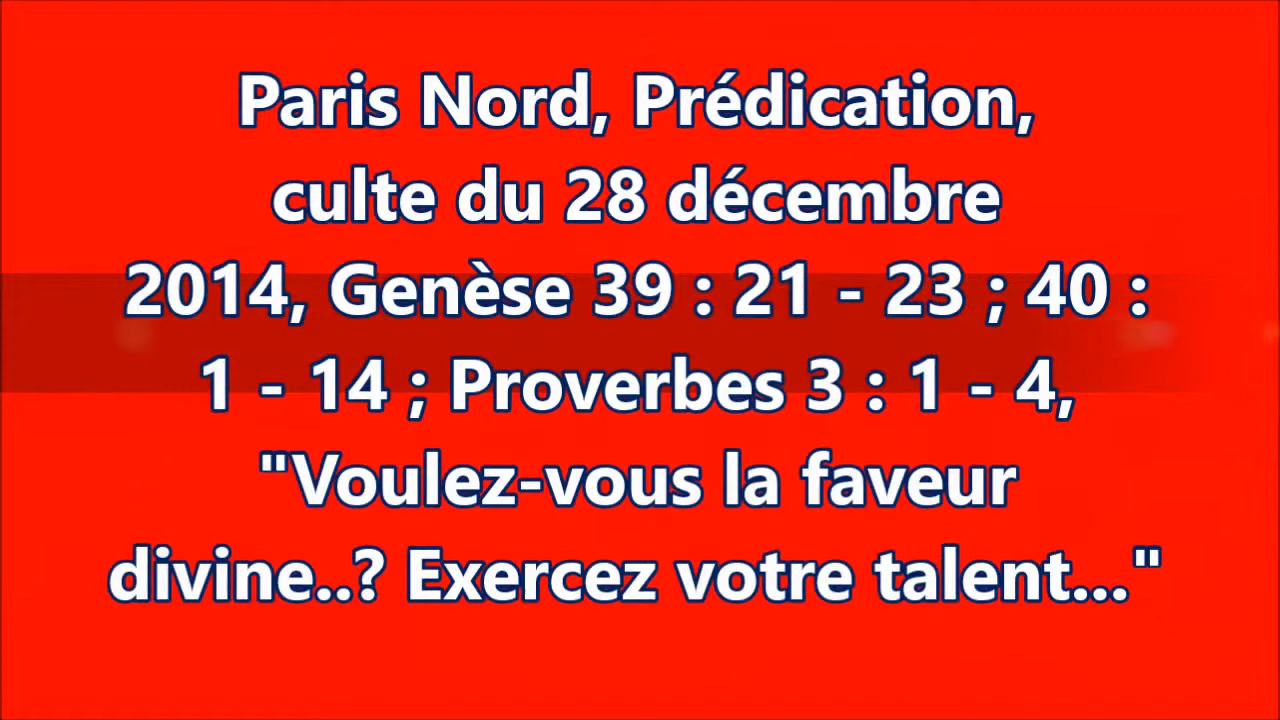 Paris Nord, Prédication,
culte du 28 décembre
2014, Genèse 39 : 21 - 23 ; 40 :
1 - 14 ; Proverbes 3 : 1 - 4,
"Voulez-vous la faveur
divine..? Exercez votre talent..."